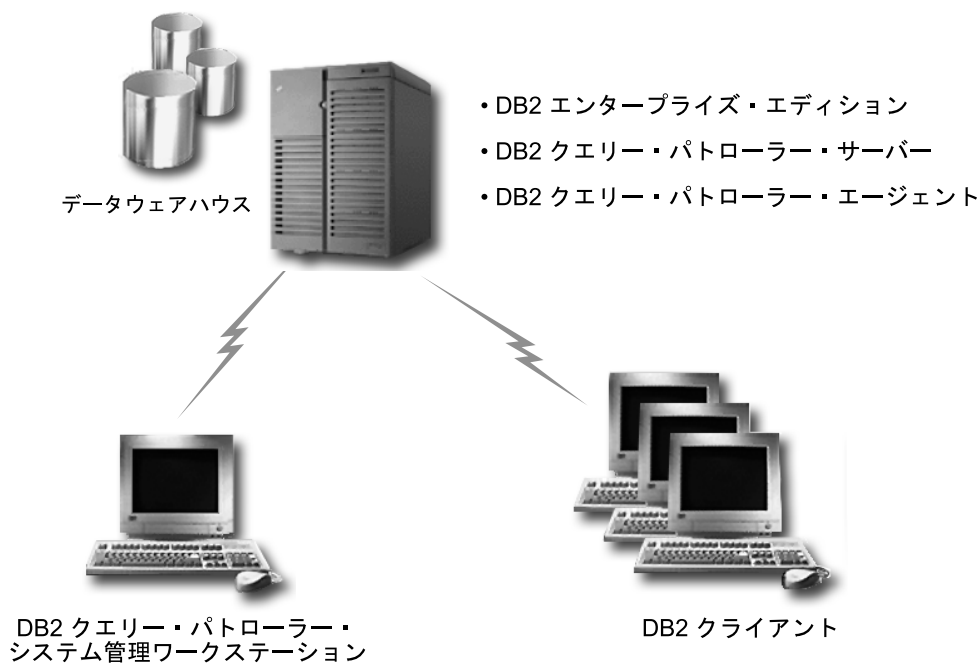 • DB2 エンタープライズ・エディション
• DB2 クエリー・パトローラー・サーバー
• DB2 クエリー・パトローラー・エージェント
データウェアハウス
DB2 クエリー・パトローラー・
システム管理ワークステーション
DB2 クライアント